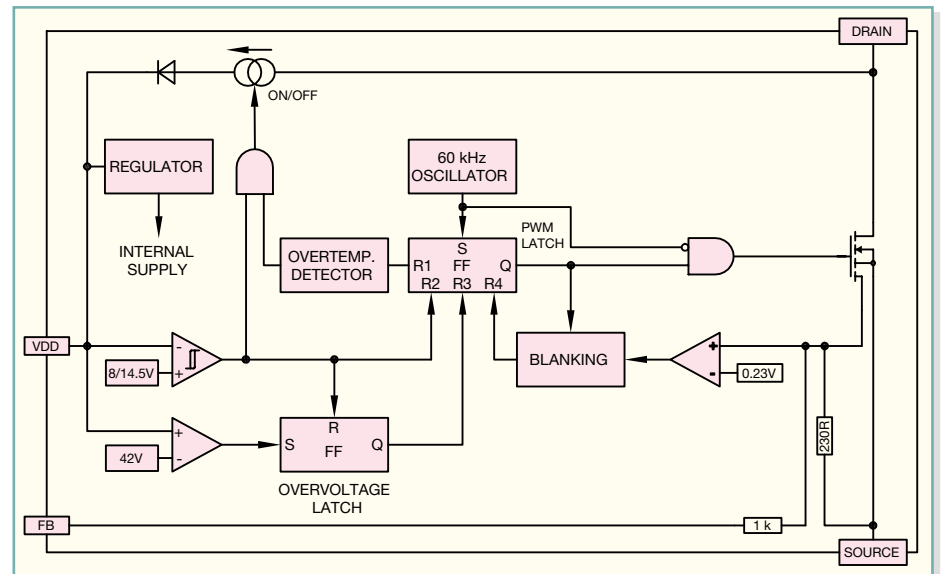 DRAIN
ON/OFF
REGULATOR
60 kHz
OSCILLATOR
INTERNAL
SUPPLY
OVERTEMP.
DETECTOR
PWM
LATCH
S
R1 FF Q
R2 R3 R4
VDD
-
8/14.5V
+
BLANKING
+
-
0.23V
230R
+
42V
-
R
S FF Q
OVERVOLTAGE
LATCH
FB
1 k
SOURCE